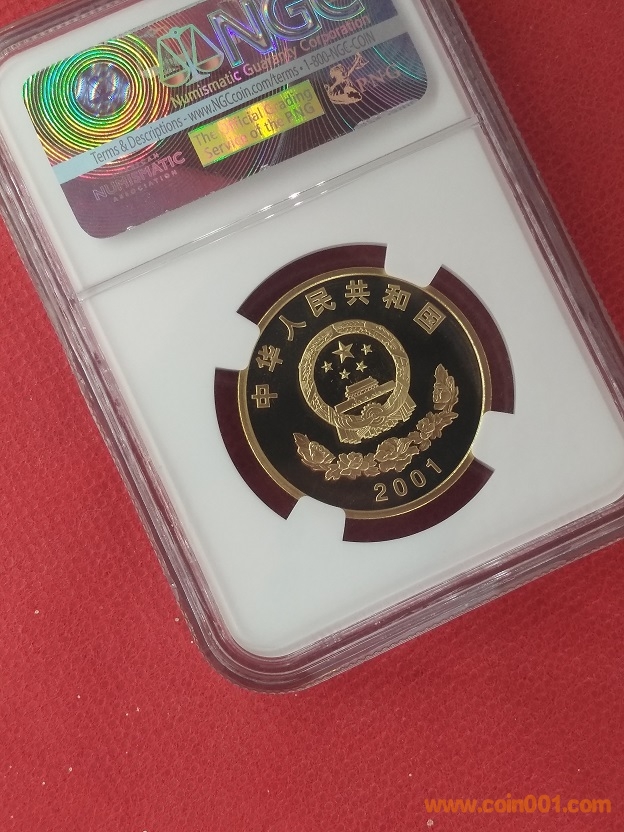 NGC
Numismatic Guaranty Corporation
Terms & Descriptions - www.NGCcoin.com/terms • 1-800-NGC-COIN
The Official Grading
Service of the PNG
PNG
NUMISMATIC
ASSOCIATION
中华人民共和国
2001
www.coin001.com